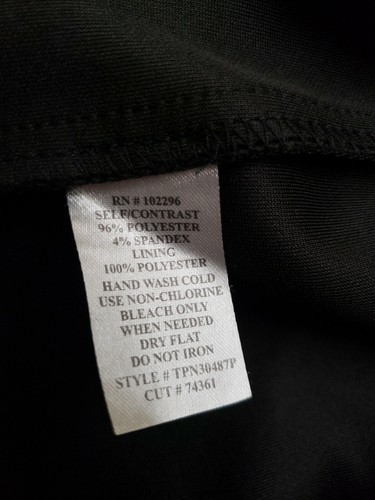 RN # 102296
SELF/CONTRAST
96% POLYESTER
4% SPANDEX
LINING
100% POLYESTER
HAND WASH COLD
USE NON-CHLORINE
BLEACH ONLY
WHEN NEEDED
DRY FLAT
DO NOT IRON
STYLE # TPN30487P
CUT # 74361